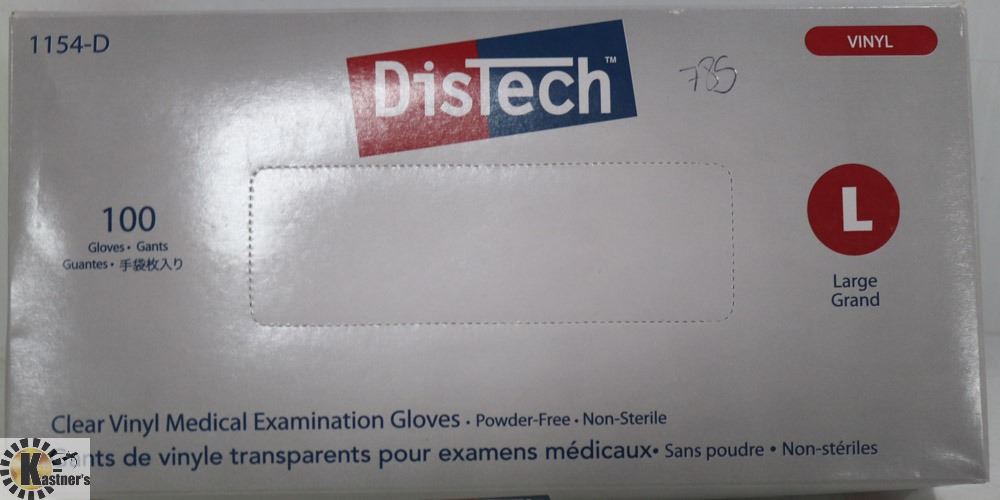 1154-D
DisTech™
785
VINYL
100
Gloves • Gants
Guantes • 手袋枚入り
L
Large
Grand
Clear Vinyl Medical Examination Gloves • Powder-Free • Non-Sterile
Gants de vinyle transparents pour examens médicaux• Sans poudre • Non-stériles
Kastner's